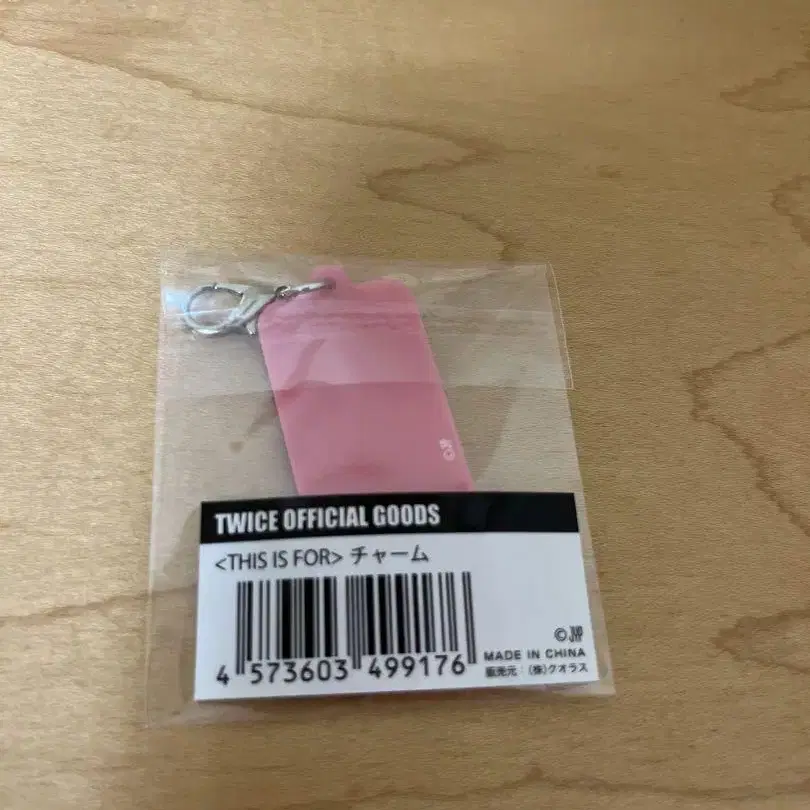 TWICE OFFICIAL GOODS
<THIS IS FOR> チャーム
4 573603 499176
©JYP
MADE IN CHINA
販売元：(株)クオラス